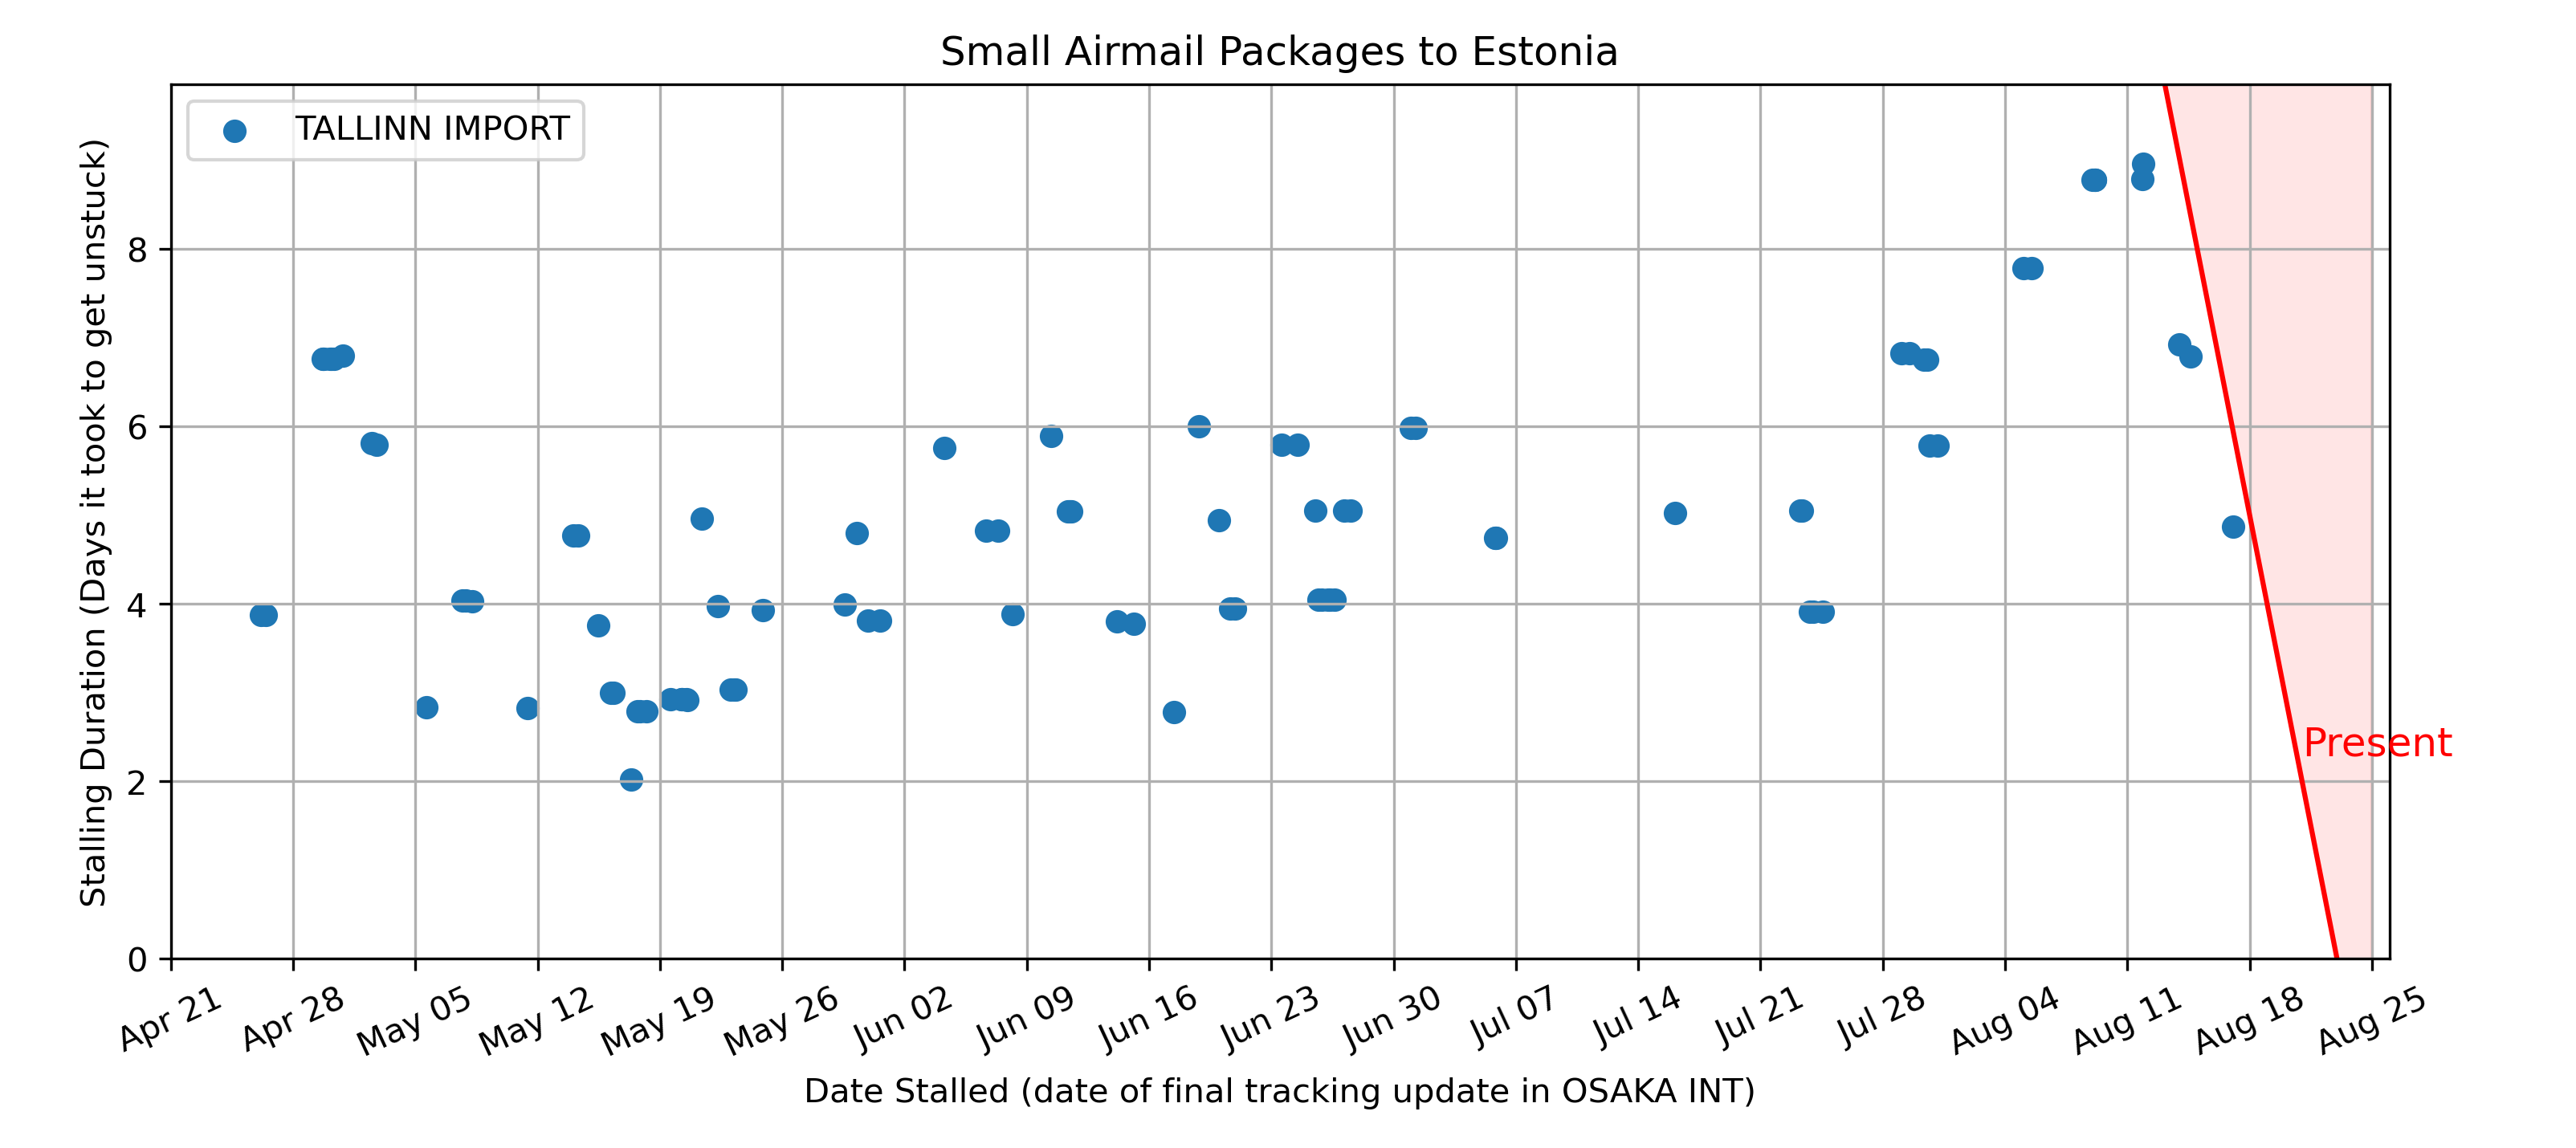 Small Airmail Packages to Estonia
TALLINN IMPORT
Stalling Duration (Days it took to get unstuck)
8
6
4
2
0
Present
Apr 21
Apr 28
May 05
May 12
May 19
May 26
Jun 02
Jun 09
Jun 16
Jun 23
Jun 30
Jul 07
Jul 14
Jul 21
Jul 28
Aug 04
Aug 11
Aug 18
Aug 25
Date Stalled (date of final tracking update in OSAKA INT)